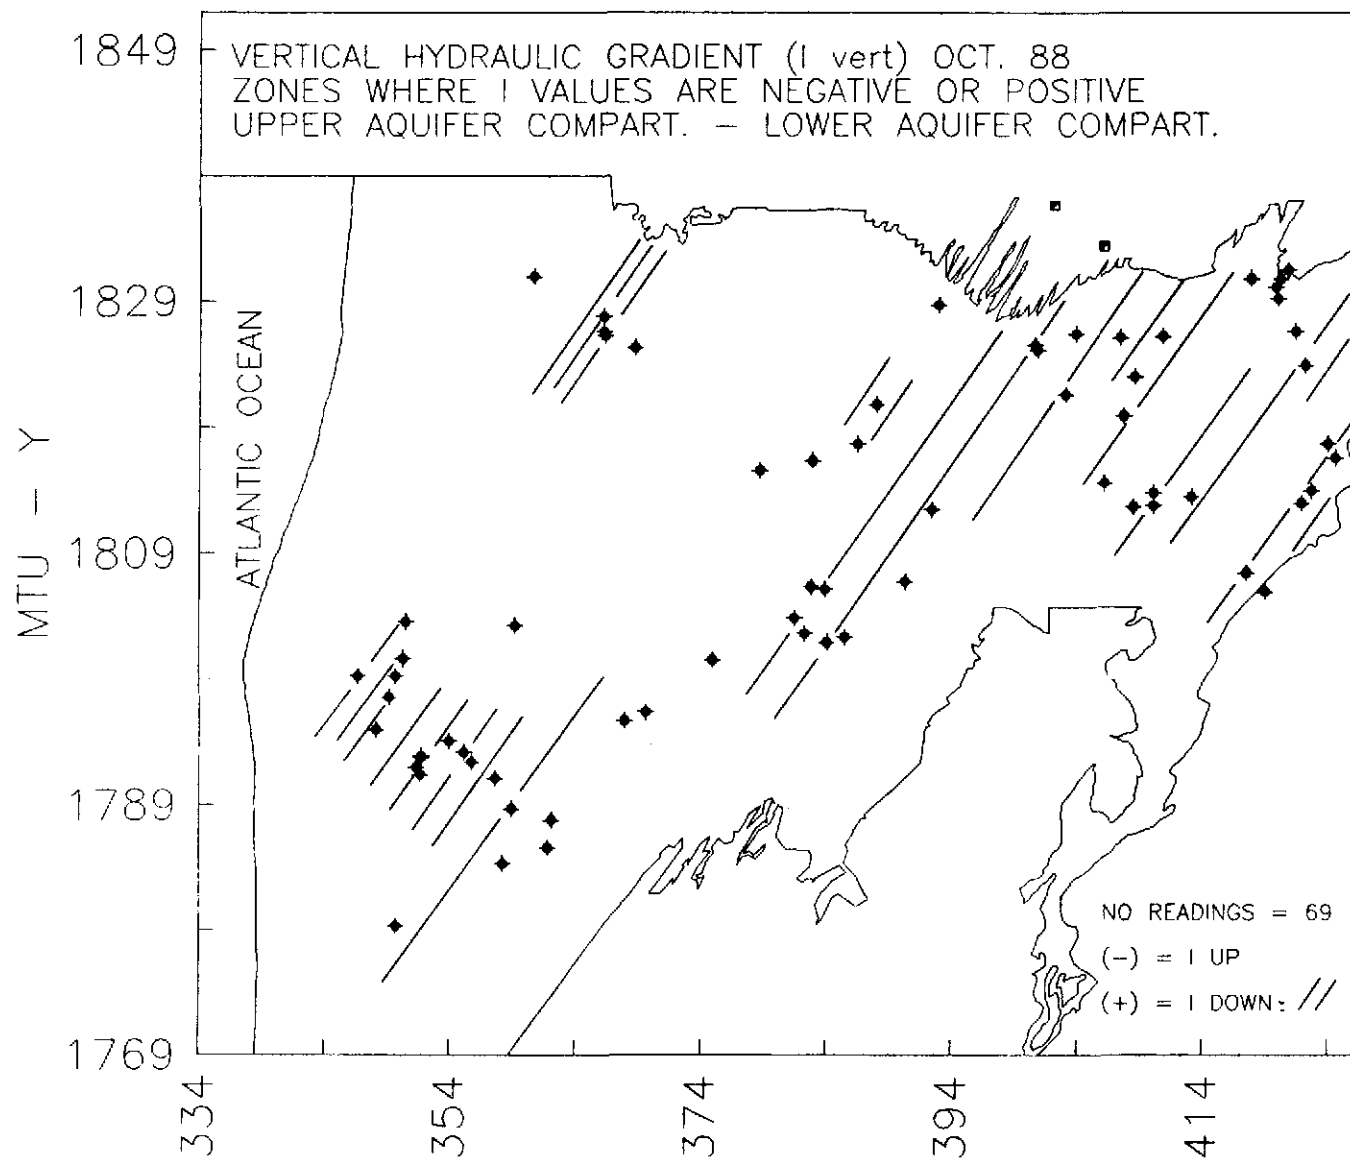 1849
VERTICAL HYDRAULIC GRADIENT (I vert) OCT. 88
ZONES WHERE I VALUES ARE NEGATIVE OR POSITIVE
UPPER AQUIFER COMPART. – LOWER AQUIFER COMPART.
1829
ATLANTIC OCEAN
MTU – Y
1809
1789
NO READINGS = 69
(-) = I UP
(+) = I DOWN: //
1769
334
354
374
394
414